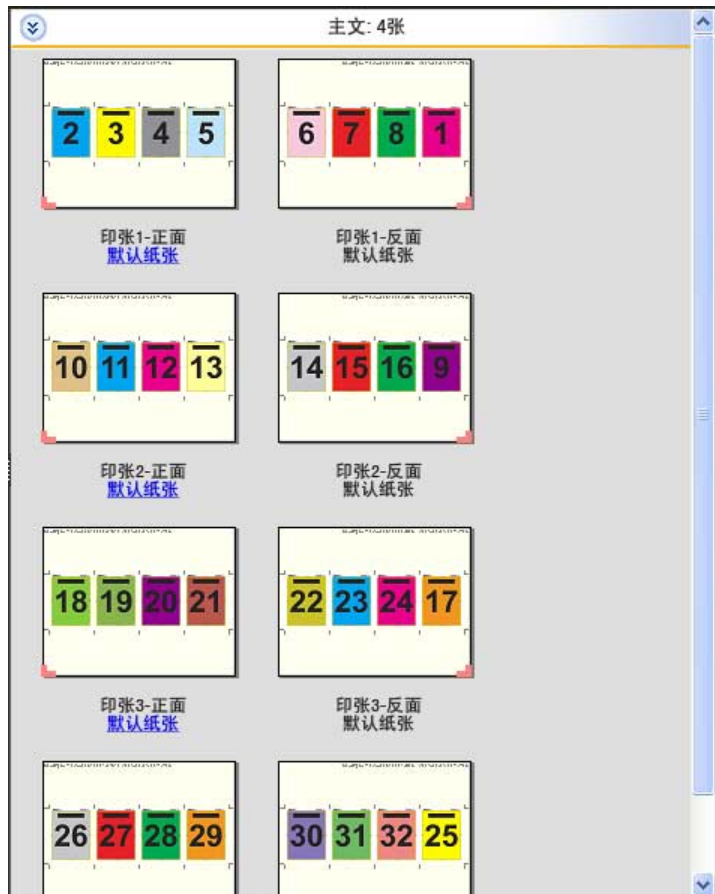 主文: 4张
2 3 4 5
6 7 8 1
印张1-正面
默认纸张
印张1-反面
默认纸张
10 11 12 13
14 15 16 9
印张2-正面
默认纸张
印张2-反面
默认纸张
18 19 20 21
22 23 24 17
印张3-正面
默认纸张
印张3-反面
默认纸张
26 27 28 29
30 31 32 25